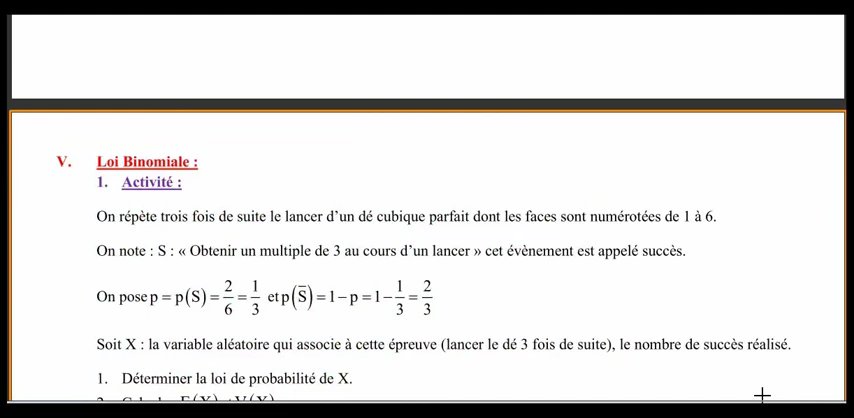 V. Loi Binomiale :
1. Activité :
On répète trois fois de suite le lancer d’un dé cubique parfait dont les faces sont numérotées de 1 à 6.
On note : S : « Obtenir un multiple de 3 au cours d’un lancer » cet évènement est appelé succès.
On pose p = p(S) = 2/6 = 1/3 et p(S̅) = 1 – p = 1 – 1/3 = 2/3
Soit X : la variable aléatoire qui associe à cette épreuve (lancer le dé 3 fois de suite), le nombre de succès réalisé.
1. Déterminer la loi de probabilité de X.